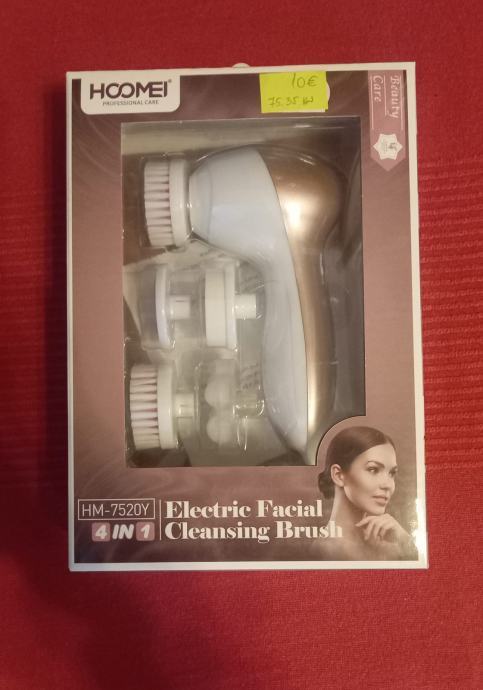 HOOMEI
PROFESSIONAL CARE
10€
75.35 kn
Beauty
Care
HM-7520Y
4 IN 1
Electric Facial
Cleansing Brush